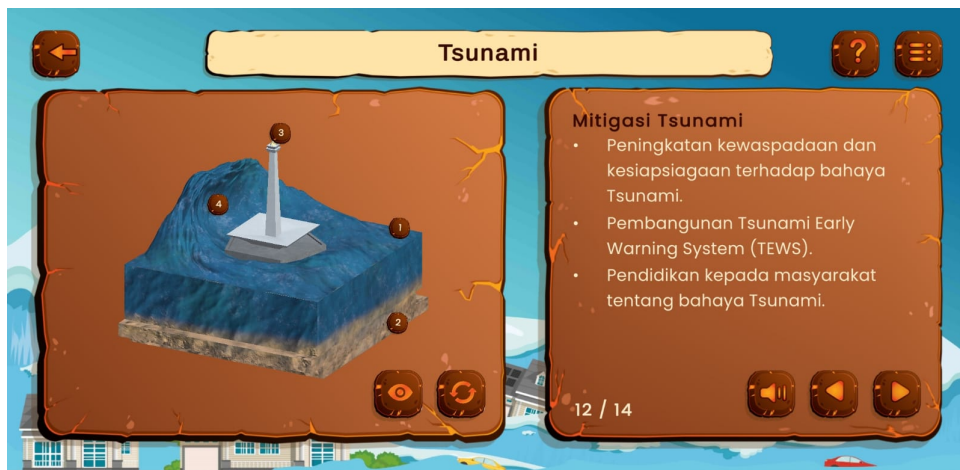 Tsunami
3
4
1
2
Mitigasi Tsunami
• Peningkatan kewaspadaan dan
kesiapsiagaan terhadap bahaya
Tsunami.
• Pembangunan Tsunami Early
Warning System (TEWS).
• Pendidikan kepada masyarakat
tentang bahaya Tsunami.
12 / 14